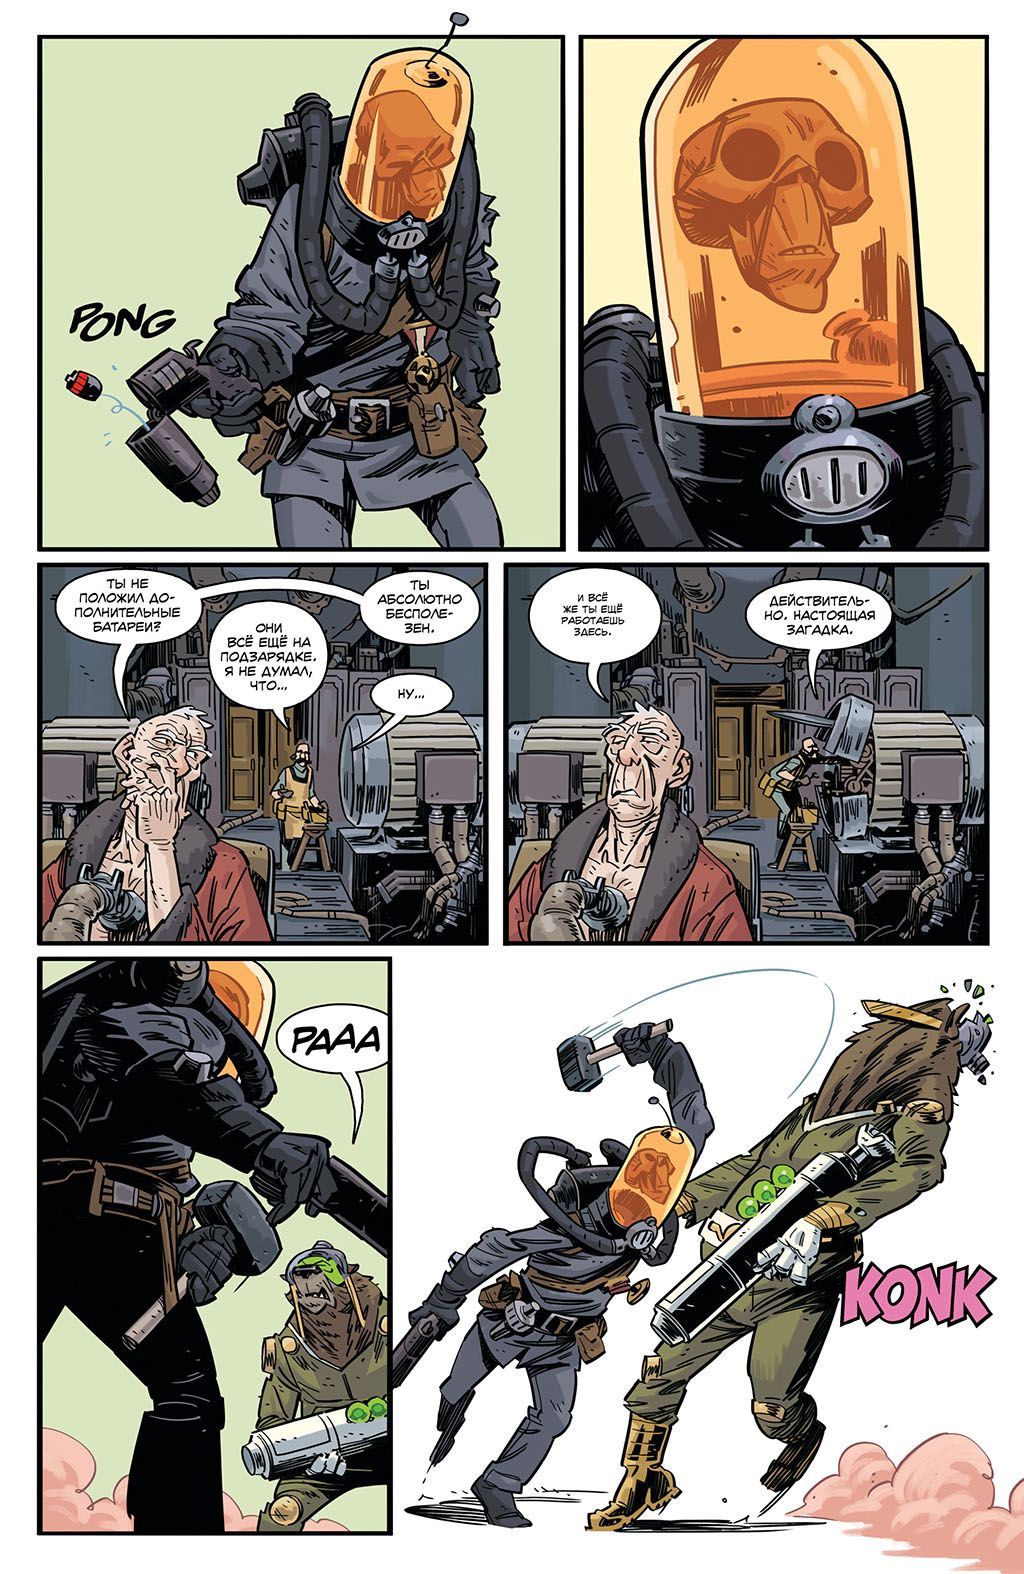 PONG
ТЫ НЕ
ПОЛОЖИЛ ДО-
ПОЛНИТЕЛЬНЫЕ
БАТАРЕИ?
ОНИ
ВСЁ ЕЩЁ НА
ПОДЗАРЯДКЕ.
Я НЕ ДУМАЛ,
ЧТО...
ТЫ
АБСОЛЮТНО
БЕСПОЛЕ-
ЗЕН.
НУ...
И ВСЁ
ЖЕ ТЫ ЕЩЁ
РАБОТАЕШЬ
ЗДЕСЬ.
ДЕЙСТВИТЕЛЬ-
НО. НАСТОЯЩАЯ
ЗАГАДКА.
РААА
KONK